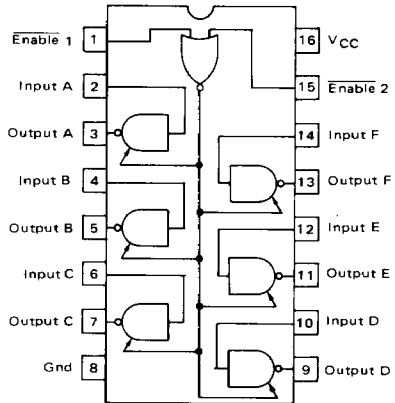 Enable 1 1 16 VCC
Input A 2 15 Enable 2
Output A 3 14 Input F
Input B 4 13 Output F
Output B 5 12 Input E
Input C 6 11 Output E
Output C 7 10 Input D
Gnd 8 9 Output D